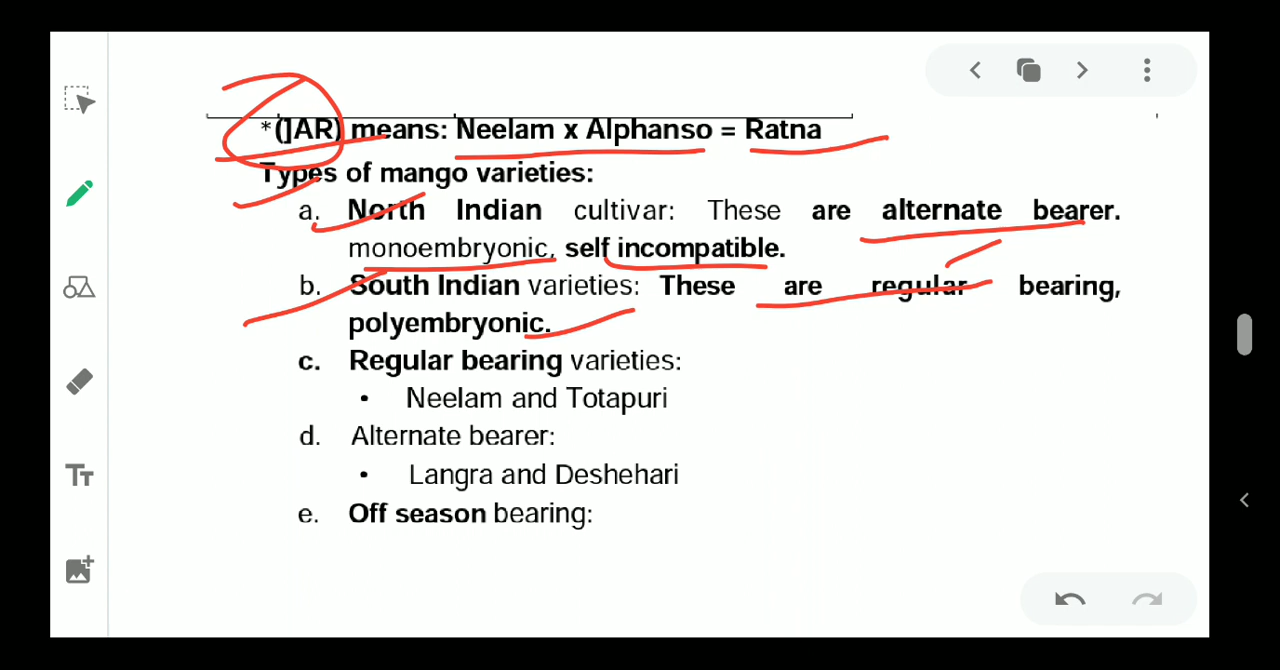 *(]AR) means: Neelam x Alphanso = Ratna
Types of mango varieties:
a. North Indian cultivar: These are alternate bearer.
monoembryonic, self incompatible.
b. South Indian varieties: These are regular bearing,
polyembryonic.
c. Regular bearing varieties:
• Neelam and Totapuri
d. Alternate bearer:
• Langra and Deshehari
e. Off season bearing:
Tт